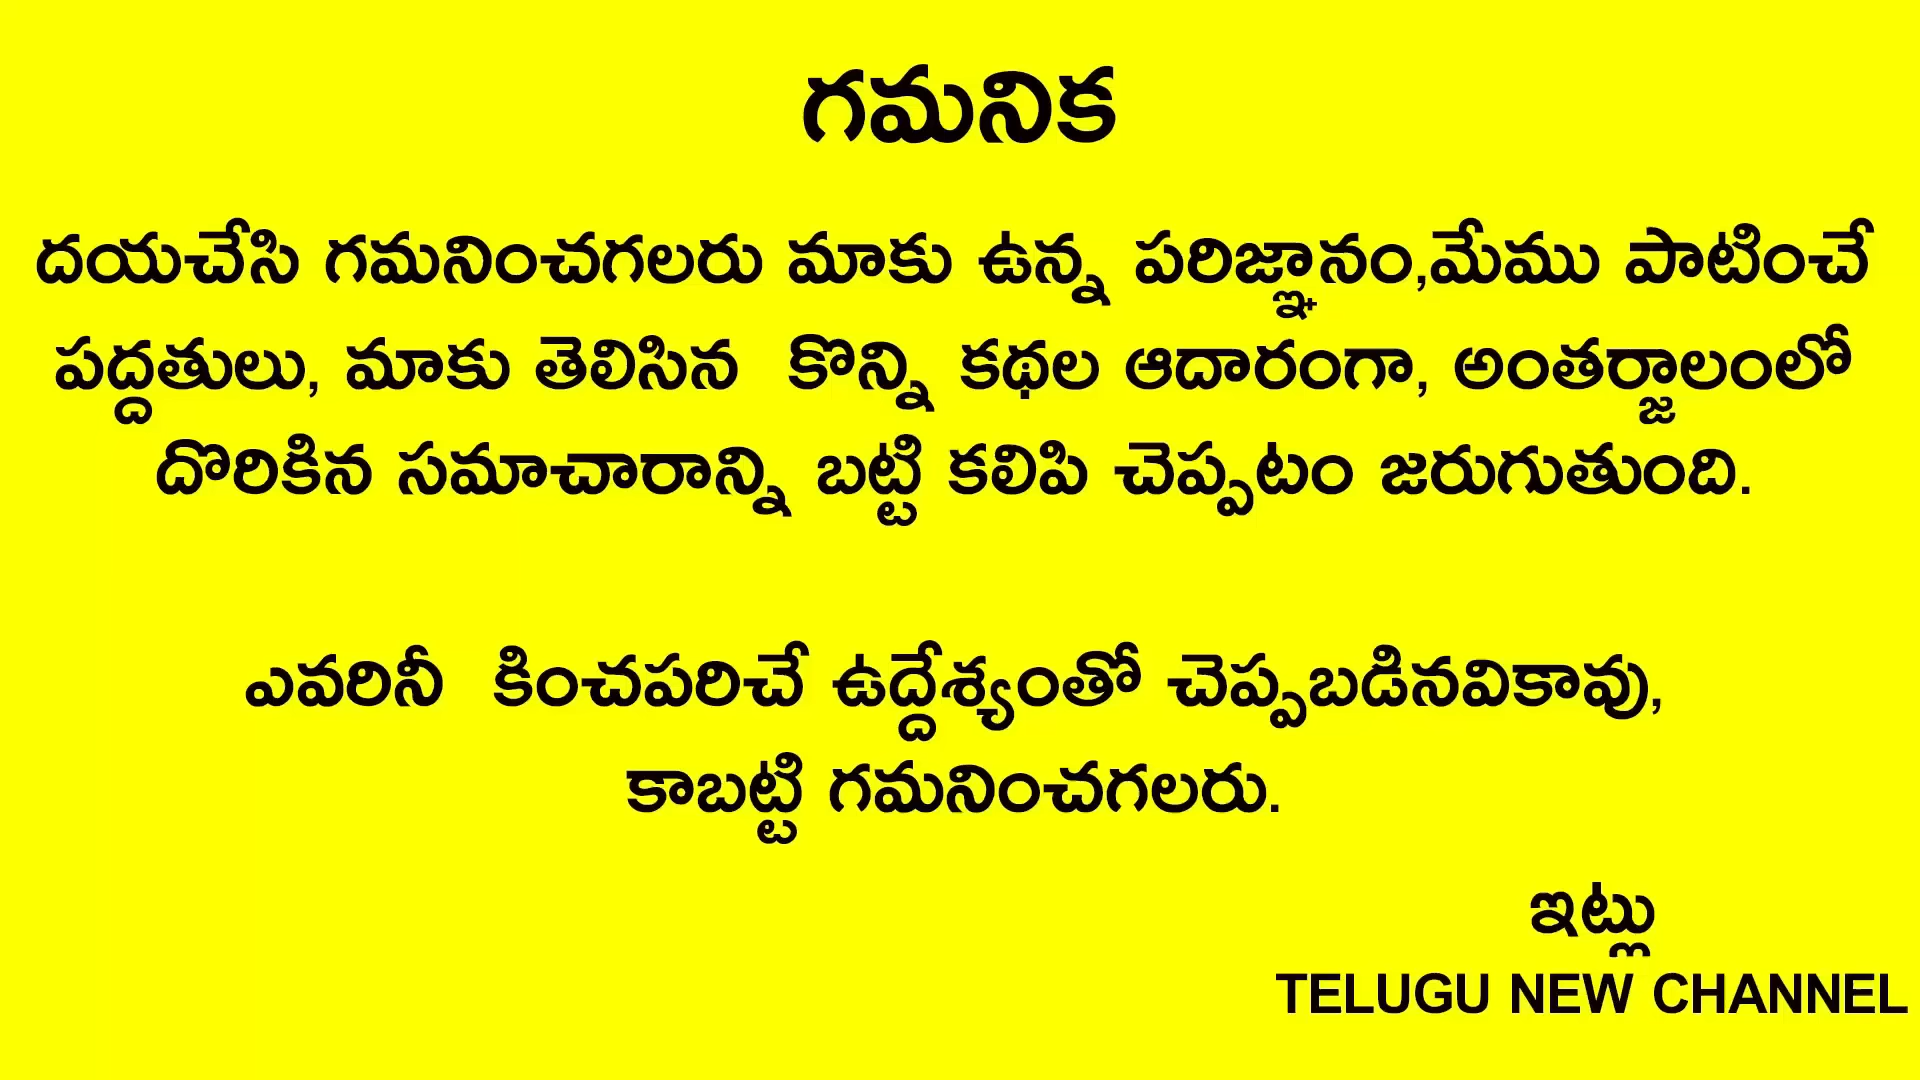 గమనిక
దయచేసి గమనించగలరు మాకు ఉన్న పరిజ్ఞానం,మేము పాటించే
పద్దతులు, మాకు తెలిసిన కొన్ని కథల ఆదారంగా, అంతర్జాలంలో
దొరికిన సమాచారాన్ని బట్టి కలిపి చెప్పటం జరుగుతుంది.
ఎవరినీ కించపరిచే ఉద్దేశ్యంతో చెప్పబడినవికావు,
కాబట్టి గమనించగలరు.
ఇట్లు
TELUGU NEW CHANNEL